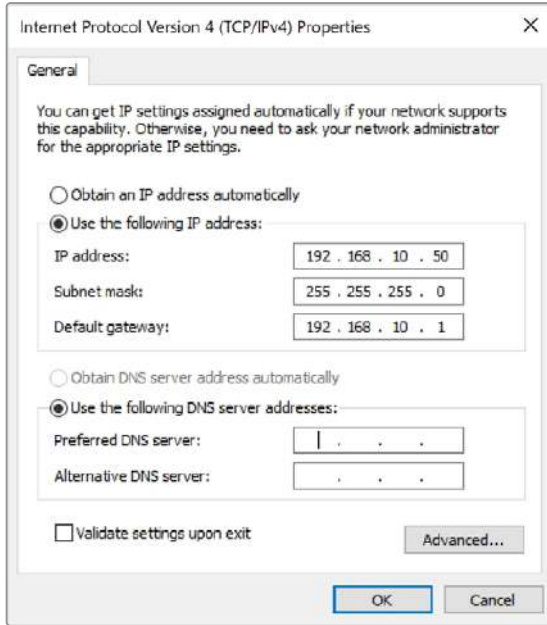 Internet Protocol Version 4 (TCP/IPv4) Properties
General
You can get IP settings assigned automatically if your network supports
this capability. Otherwise, you need to ask your network administrator
for the appropriate IP settings.
Obtain an IP address automatically
Use the following IP address:
IP address: 192 . 168 . 10 . 50
Subnet mask: 255 . 255 . 255 . 0
Default gateway: 192 . 168 . 10 . 1
Obtain DNS server address automatically
Use the following DNS server addresses:
Preferred DNS server: . . .
Alternative DNS server: . . .
Validate settings upon exit
Advanced...
OK Cancel